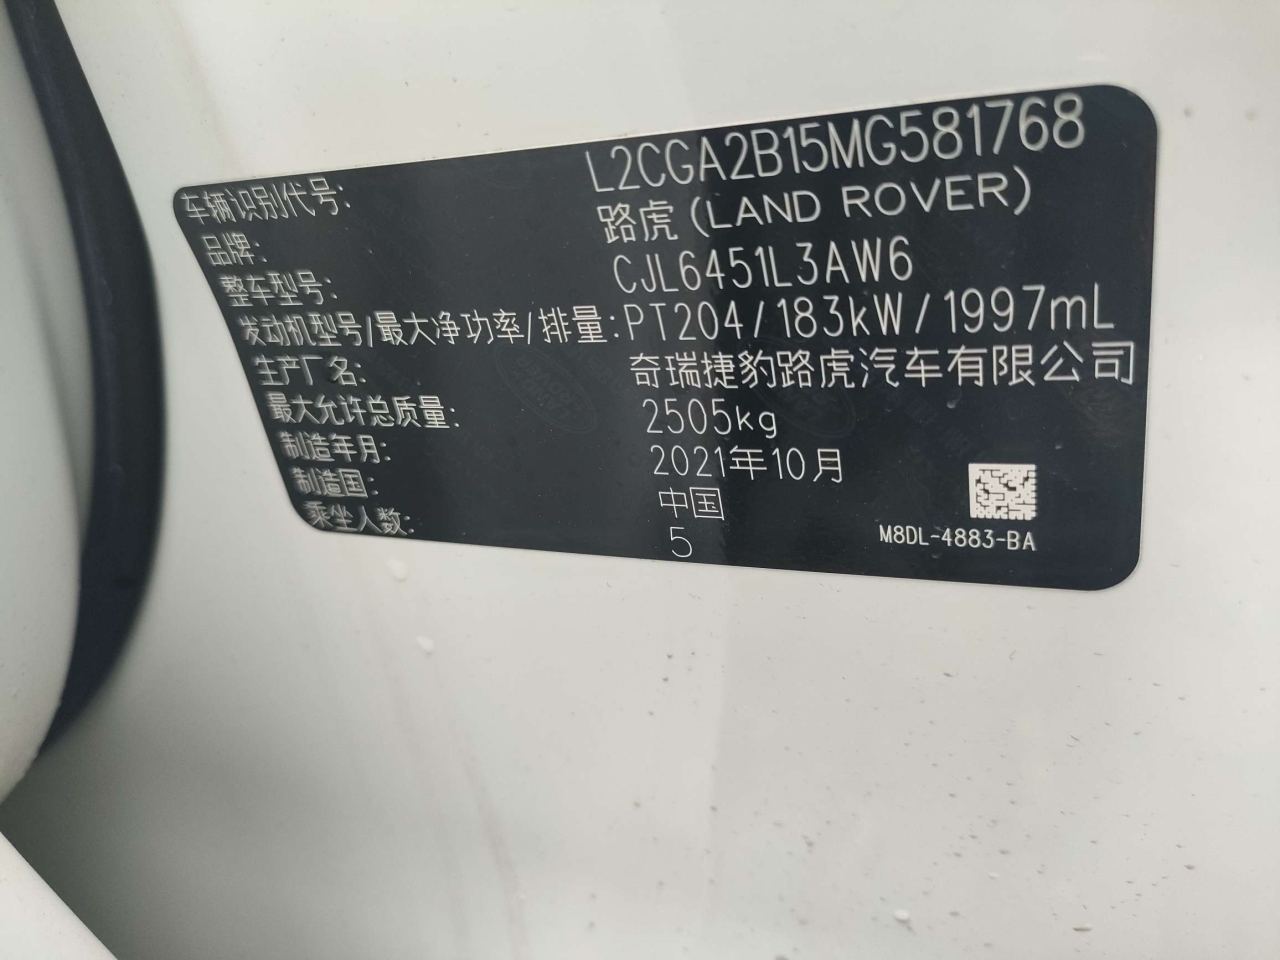 车辆识别代号: L2CGA2B15MG581768
品牌: 路虎 (LAND ROVER)
整车型号: CJL6451L3AW6
发动机型号/最大净功率/排量: PT204/183kW/1997mL
生产厂名: 奇瑞捷豹路虎汽车有限公司
最大允许总质量: 2505kg
制造年月: 2021年10月
制造国: 中国
乘坐人数: 5
M8DL-4883-BA